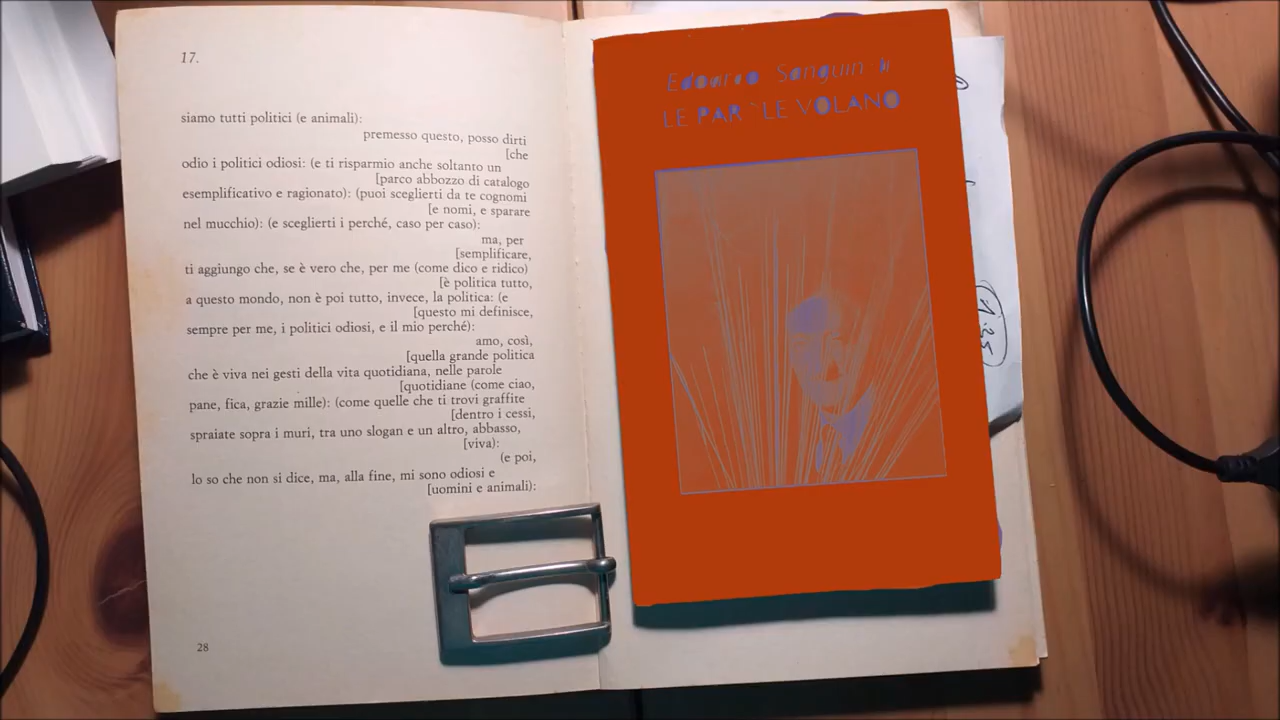 17.
siamo tutti politici (e animali):
premesso questo, posso dirti
[che
odio i politici odiosi: (e ti risparmio anche soltanto un
[parco abbozzo di catalogo
esemplificativo e ragionato): (puoi sceglierti da te cognomi
[e nomi, e sparare
nel mucchio): (e sceglierti i perché, caso per caso):
ma, per
[semplificare,
ti aggiungo che, se è vero che, per me (come dico e ridico)
[è politica tutto,
a questo mondo, non è poi tutto, invece, la politica: (e
[questo mi definisce,
sempre per me, i politici odiosi, e il mio perché):
amo, così,
[quella grande politica
che è viva nei gesti della vita quotidiana, nelle parole
[quotidiane (come ciao,
pane, fica, grazie mille): (come quelle che ti trovi graffite
[dentro i cessi,
spraiate sopra i muri, tra uno slogan e un altro, abbasso,
[viva):
(e poi,
lo so che non si dice, ma, alla fine, mi sono odiosi e
[uomini e animali):
28
Edoardo Sanguineti
LE PAROLE VOLANO
135